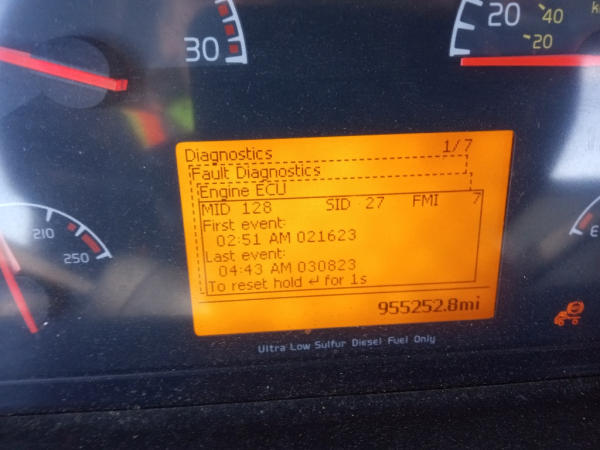 30
20
40
20
Diagnostics 1/7
Fault Diagnostics
Engine ECU
MID 128 SID 27 FMI 7
First event:
02:51 AM 021623
Last event:
04:43 AM 030823
To reset hold ↵ for 1s
955252.8mi
210
250
E
Ultra Low Sulfur Diesel Fuel Only